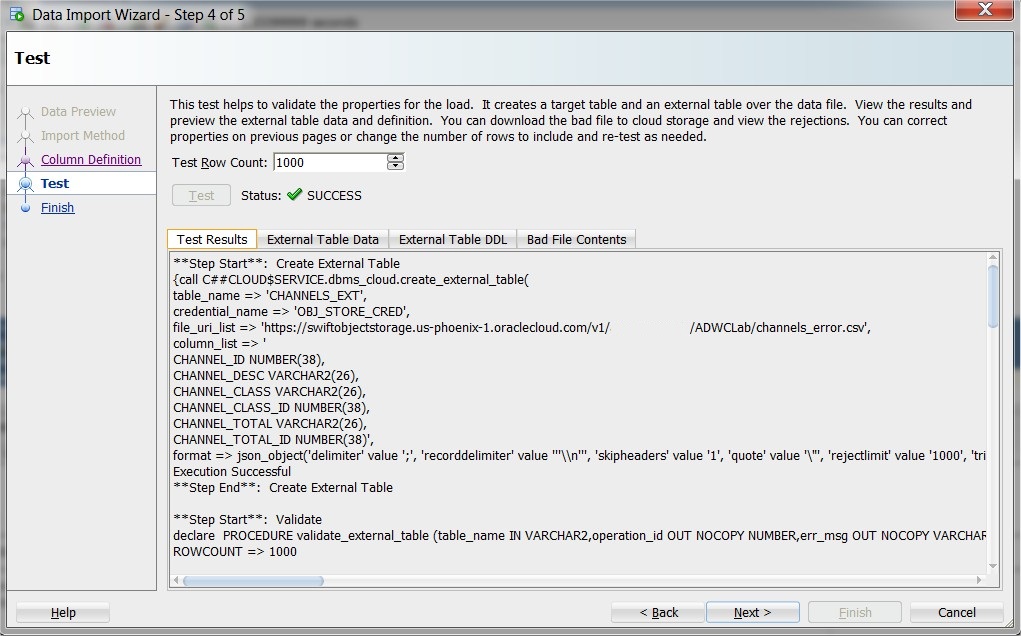 Data Import Wizard - Step 4 of 5
Test
Data Preview
Import Method
Column Definition
Test
Finish
This test helps to validate the properties for the load. It creates a target table and an external table over the data file. View the results and
preview the external table data and definition. You can download the bad file to cloud storage and view the rejections. You can correct
properties on previous pages or change the number of rows to include and re-test as needed.
Test Row Count: 1000
Test Status: SUCCESS
Test Results External Table Data External Table DDL Bad File Contents
**Step Start**: Create External Table
{call C##CLOUD$SERVICE.dbms_cloud.create_external_table(
table_name => 'CHANNELS_EXT',
credential_name => 'OBJ_STORE_CRED',
file_uri_list => 'https://swiftobjectstorage.us-phoenix-1.oraclecloud.com/v1/ /ADWCLab/channels_error.csv',
column_list => '
CHANNEL_ID NUMBER(38),
CHANNEL_DESC VARCHAR2(26),
CHANNEL_CLASS VARCHAR2(26),
CHANNEL_CLASS_ID NUMBER(38),
CHANNEL_TOTAL VARCHAR2(26),
CHANNEL_TOTAL_ID NUMBER(38)',
format => json_object('delimiter' value ';', 'recorddelimiter' value '''\\n''', 'skipheaders' value '1', 'quote' value '\"', 'rejectlimit' value '1000', 'tri
Execution Successful
**Step End**: Create External Table
**Step Start**: Validate
declare PROCEDURE validate_external_table (table_name IN VARCHAR2,operation_id OUT NOCOPY NUMBER,err_msg OUT NOCOPY VARCHAR
ROWCOUNT => 1000
Help < Back Next > Finish Cancel